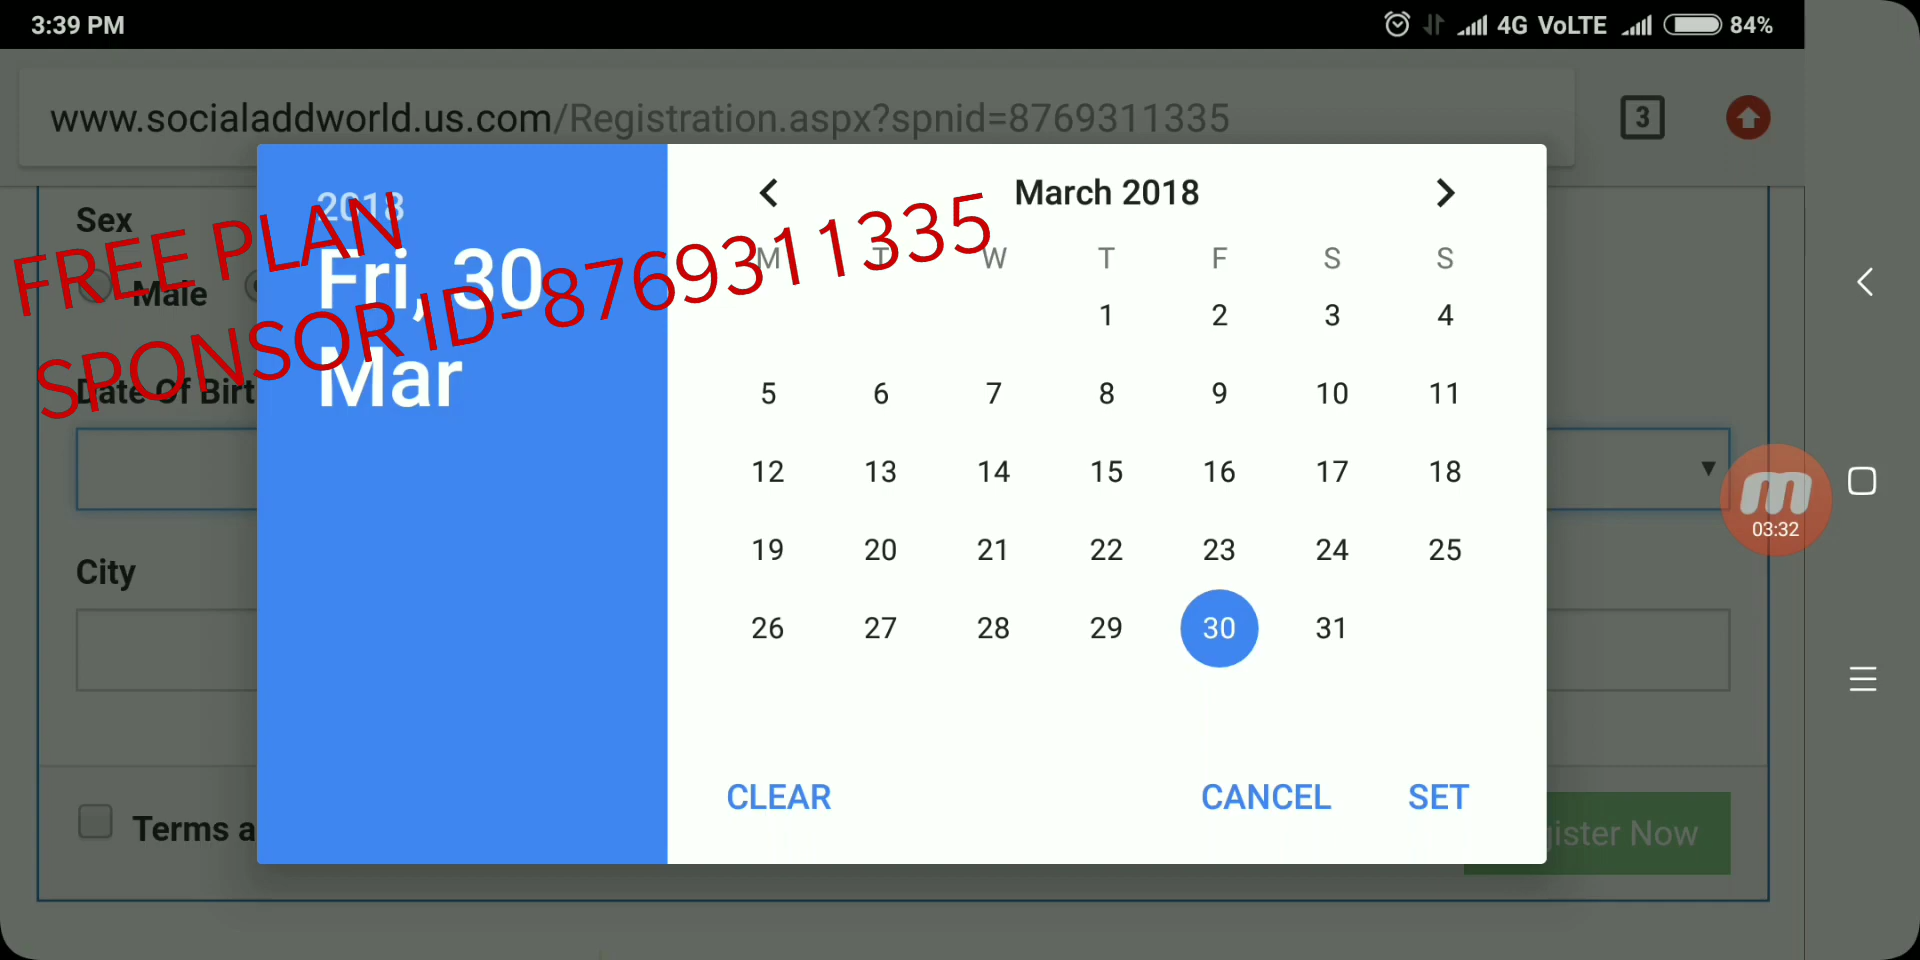 3:39 PM
4G VoLTE 84%
www.socialaddworld.us.com/Registration.aspx?spnid=8769311335
3
Sex
Male
Date Of Birt
City
Terms a
ister Now
FREE PLAN
SPONSOR ID- 8769311335
2018
Fri, 30
Mar
March 2018
M T W T F S S
1 2 3 4
5 6 7 8 9 10 11
12 13 14 15 16 17 18
19 20 21 22 23 24 25
26 27 28 29 30 31
CLEAR CANCEL SET
m
03:32